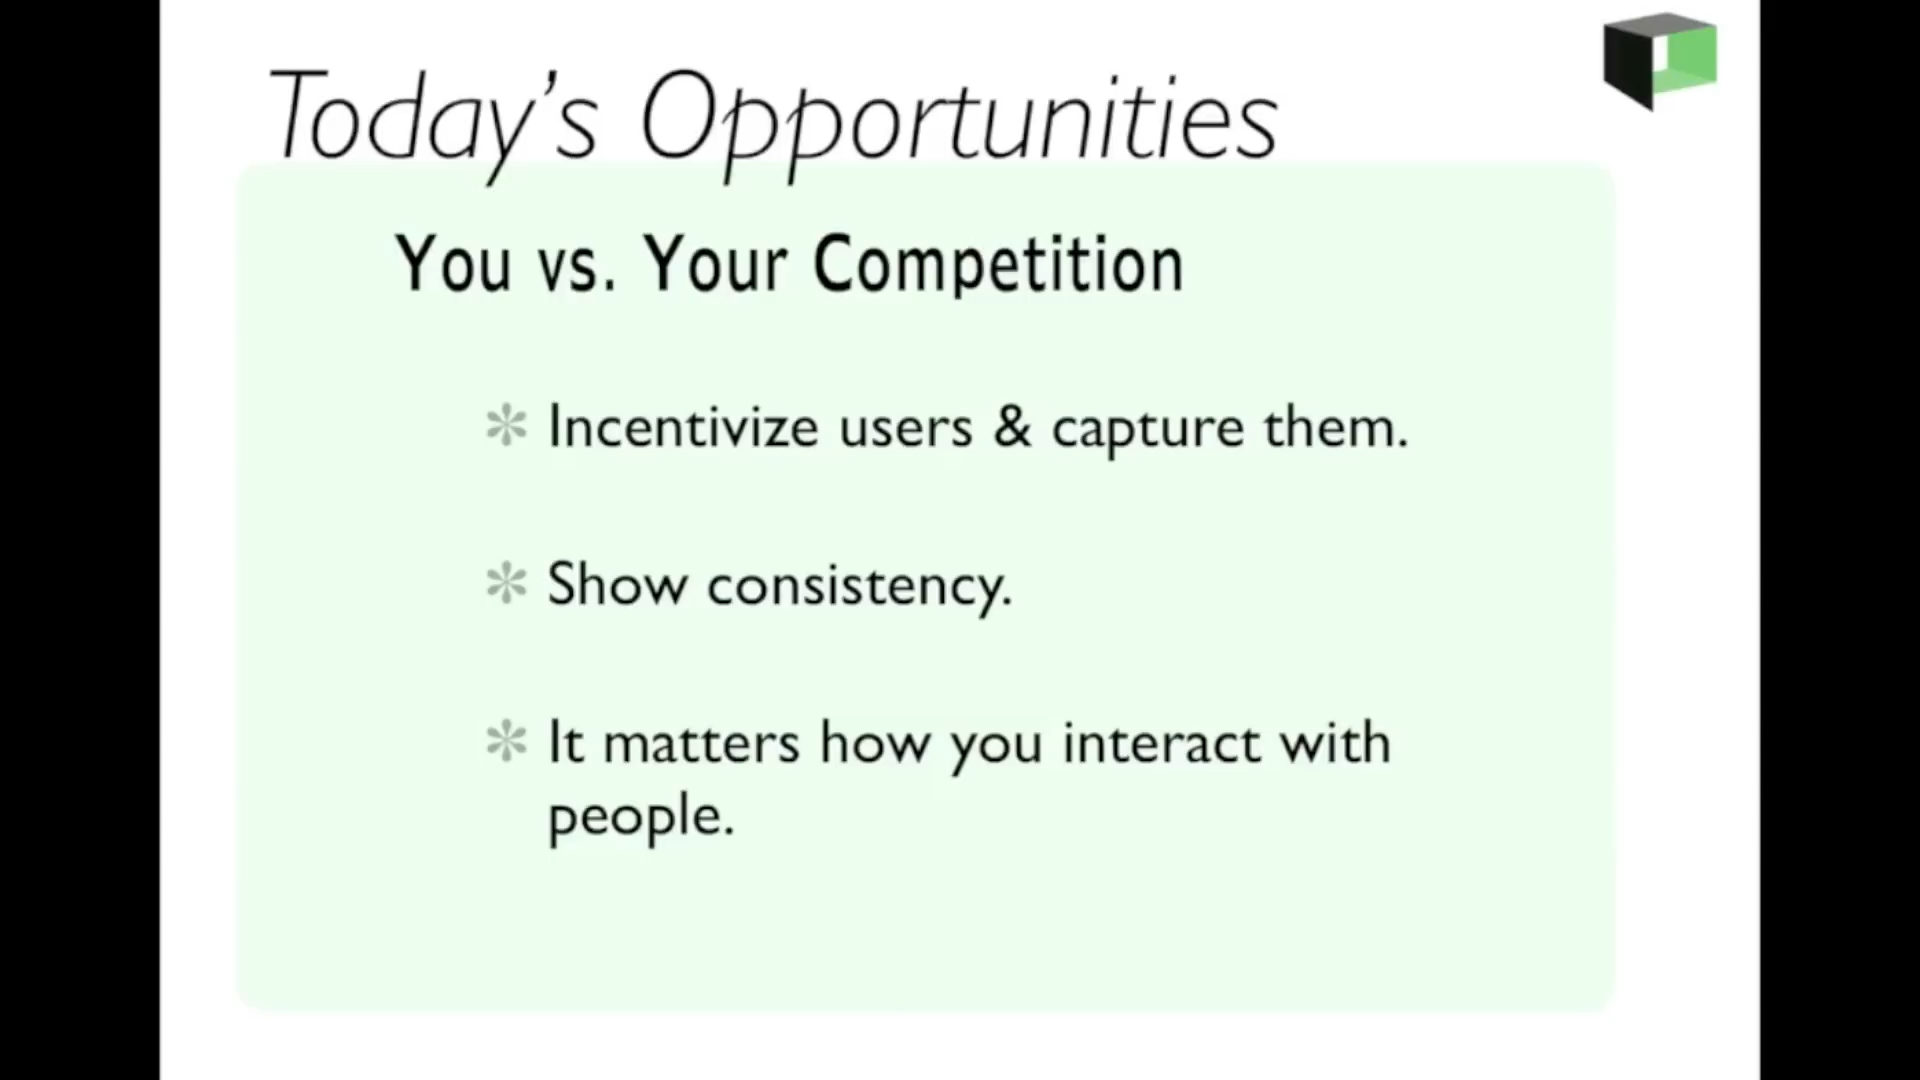 Today's Opportunities
You vs. Your Competition
Incentivize users & capture them.
Show consistency.
It matters how you interact with
people.